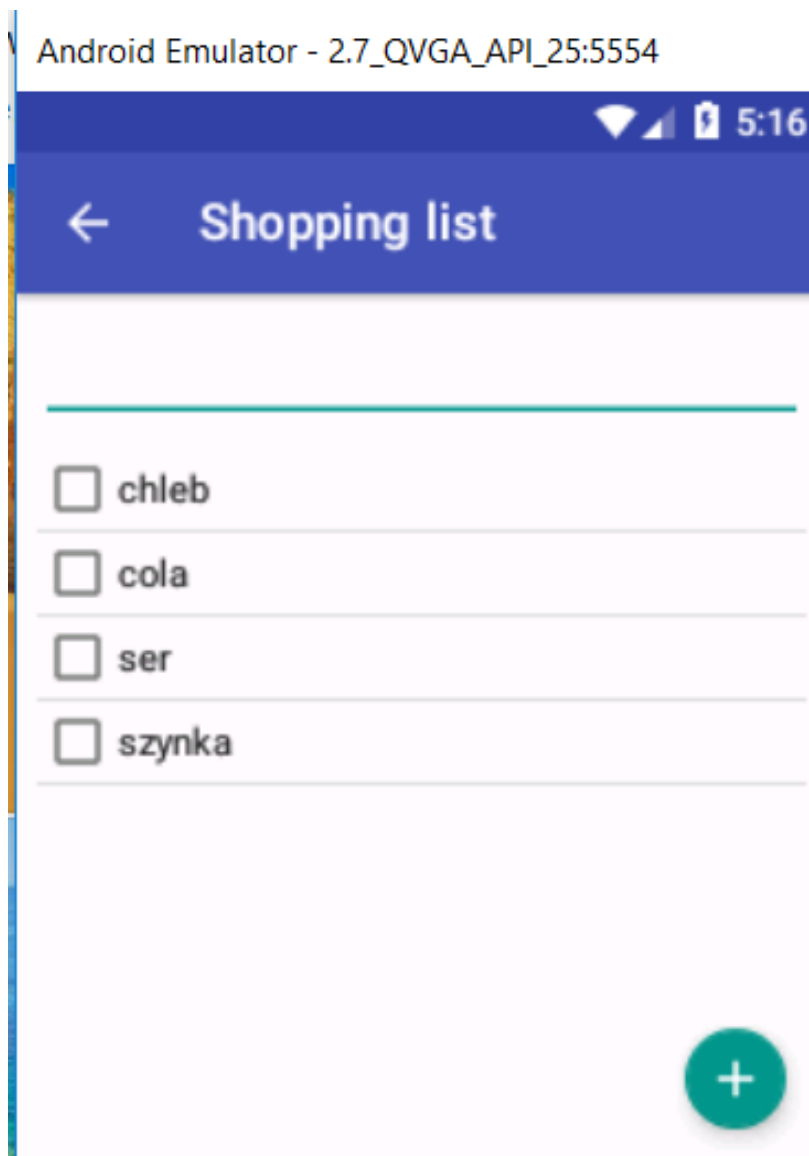 Android Emulator - 2.7_QVGA_API_25:5554
5:16
Shopping list
chleb
cola
ser
szynka